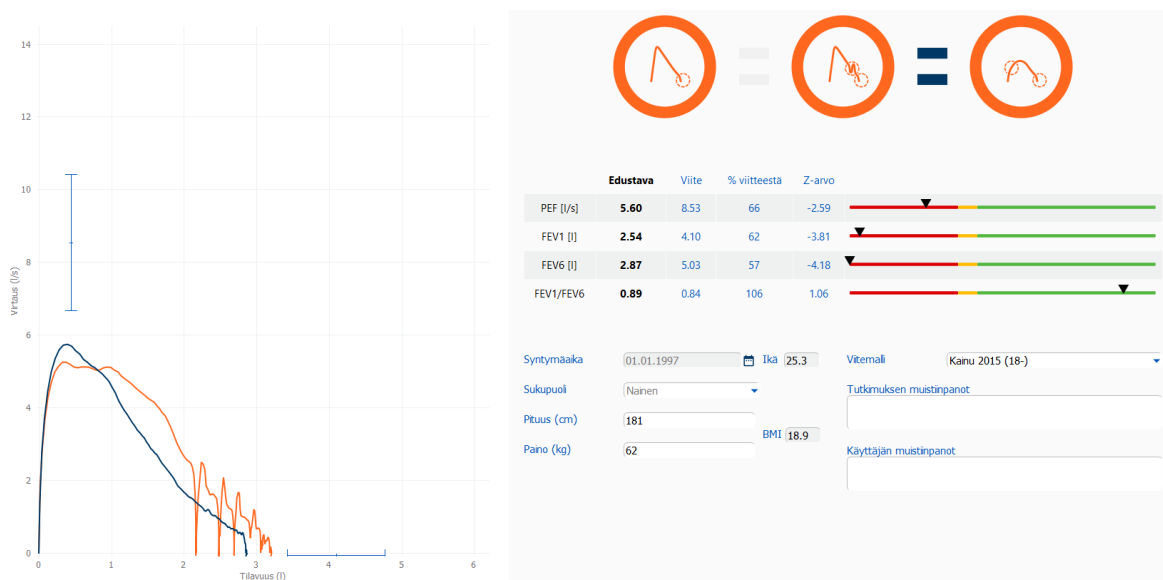 14
12
10
8
6
4
2
0
Virtaus (l/s)
0 1 2 3 4 5 6
Tilavuus (l)
Edustava Viite % viitteestä Z-arvo
PEF [l/s] 5.60 8.53 66 -2.59
FEV1 [l] 2.54 4.10 62 -3.81
FEV6 [l] 2.87 5.03 57 -4.18
FEV1/FEV6 0.89 0.84 106 1.06
Syntymäaika 01.01.1997 Ikä 25.3 Viitemalli Kainu 2015 (18-)
Sukupuoli Nainen Tutkimuksen muistiinpanot
Pituus (cm) 181
BMI 18.9
Paino (kg) 62 Käyttäjän muistiinpanot